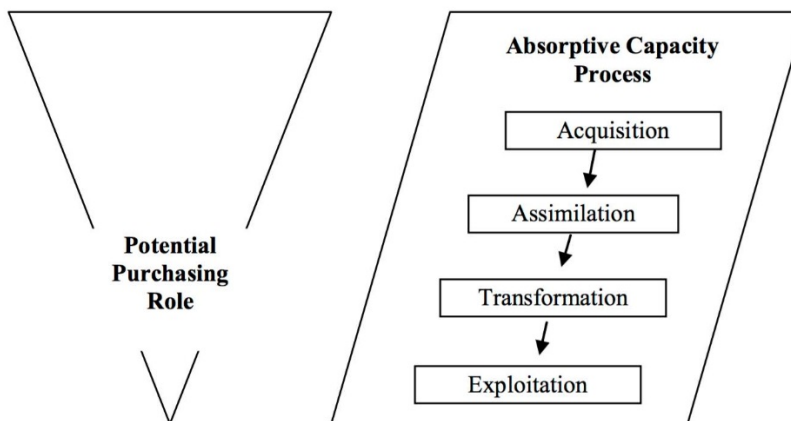 Absorptive Capacity
Process
Acquisition
Assimilation
Potential
Purchasing
Role
Transformation
Exploitation